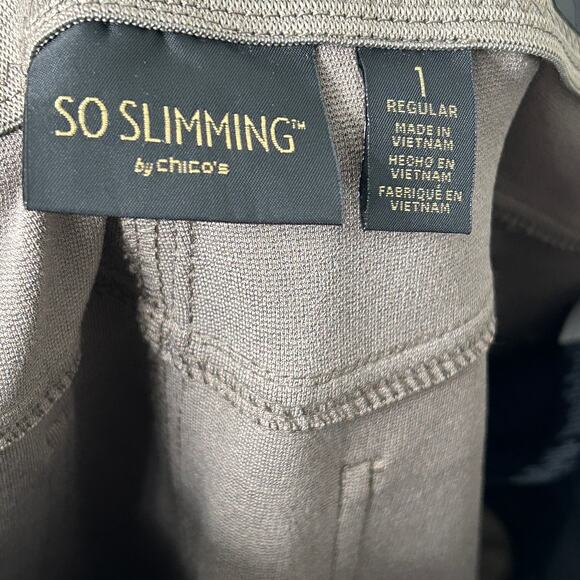 SO SLIMMING™
by chico's
1
REGULAR
MADE IN
VIETNAM
HECHO EN
VIETNAM
FABRIQUÉ EN
VIETNAM